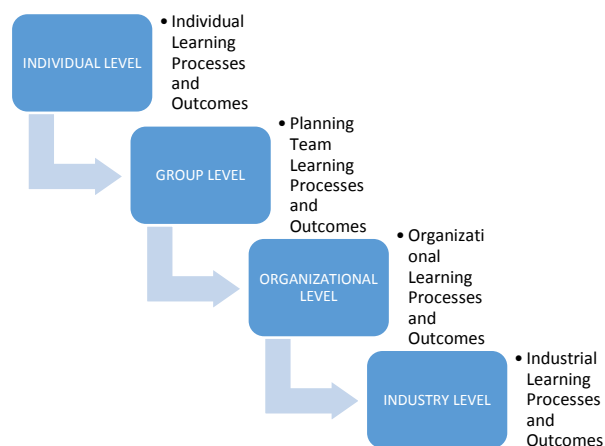 INDIVIDUAL LEVEL
• Individual
Learning
Processes
and
Outcomes
GROUP LEVEL
• Planning
Team
Learning
Processes
and
Outcomes
ORGANIZATIONAL
LEVEL
• Organizati
onal
Learning
Processes
and
Outcomes
INDUSTRY LEVEL
• Industrial
Learning
Processes
and
Outcomes